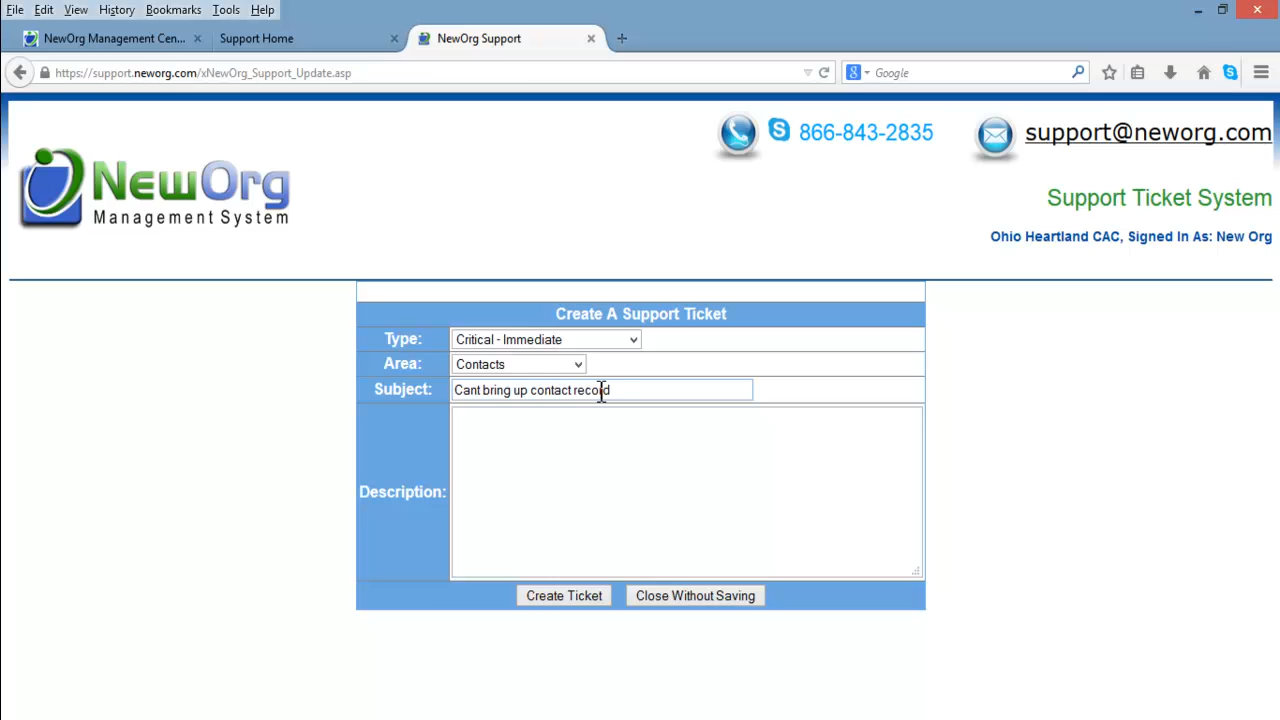 File Edit View History Bookmarks Tools Help
NewOrg Management Cen... Support Home NewOrg Support
https://support.neworg.com/xNewOrg_Support_Update.asp Google
866-843-2835 support@neworg.com
NewOrg
Management System
Support Ticket System
Ohio Heartland CAC, Signed In As: New Org
Create A Support Ticket
Type: Critical - Immediate
Area: Contacts
Subject: Cant bring up contact record
Description:
Create Ticket Close Without Saving